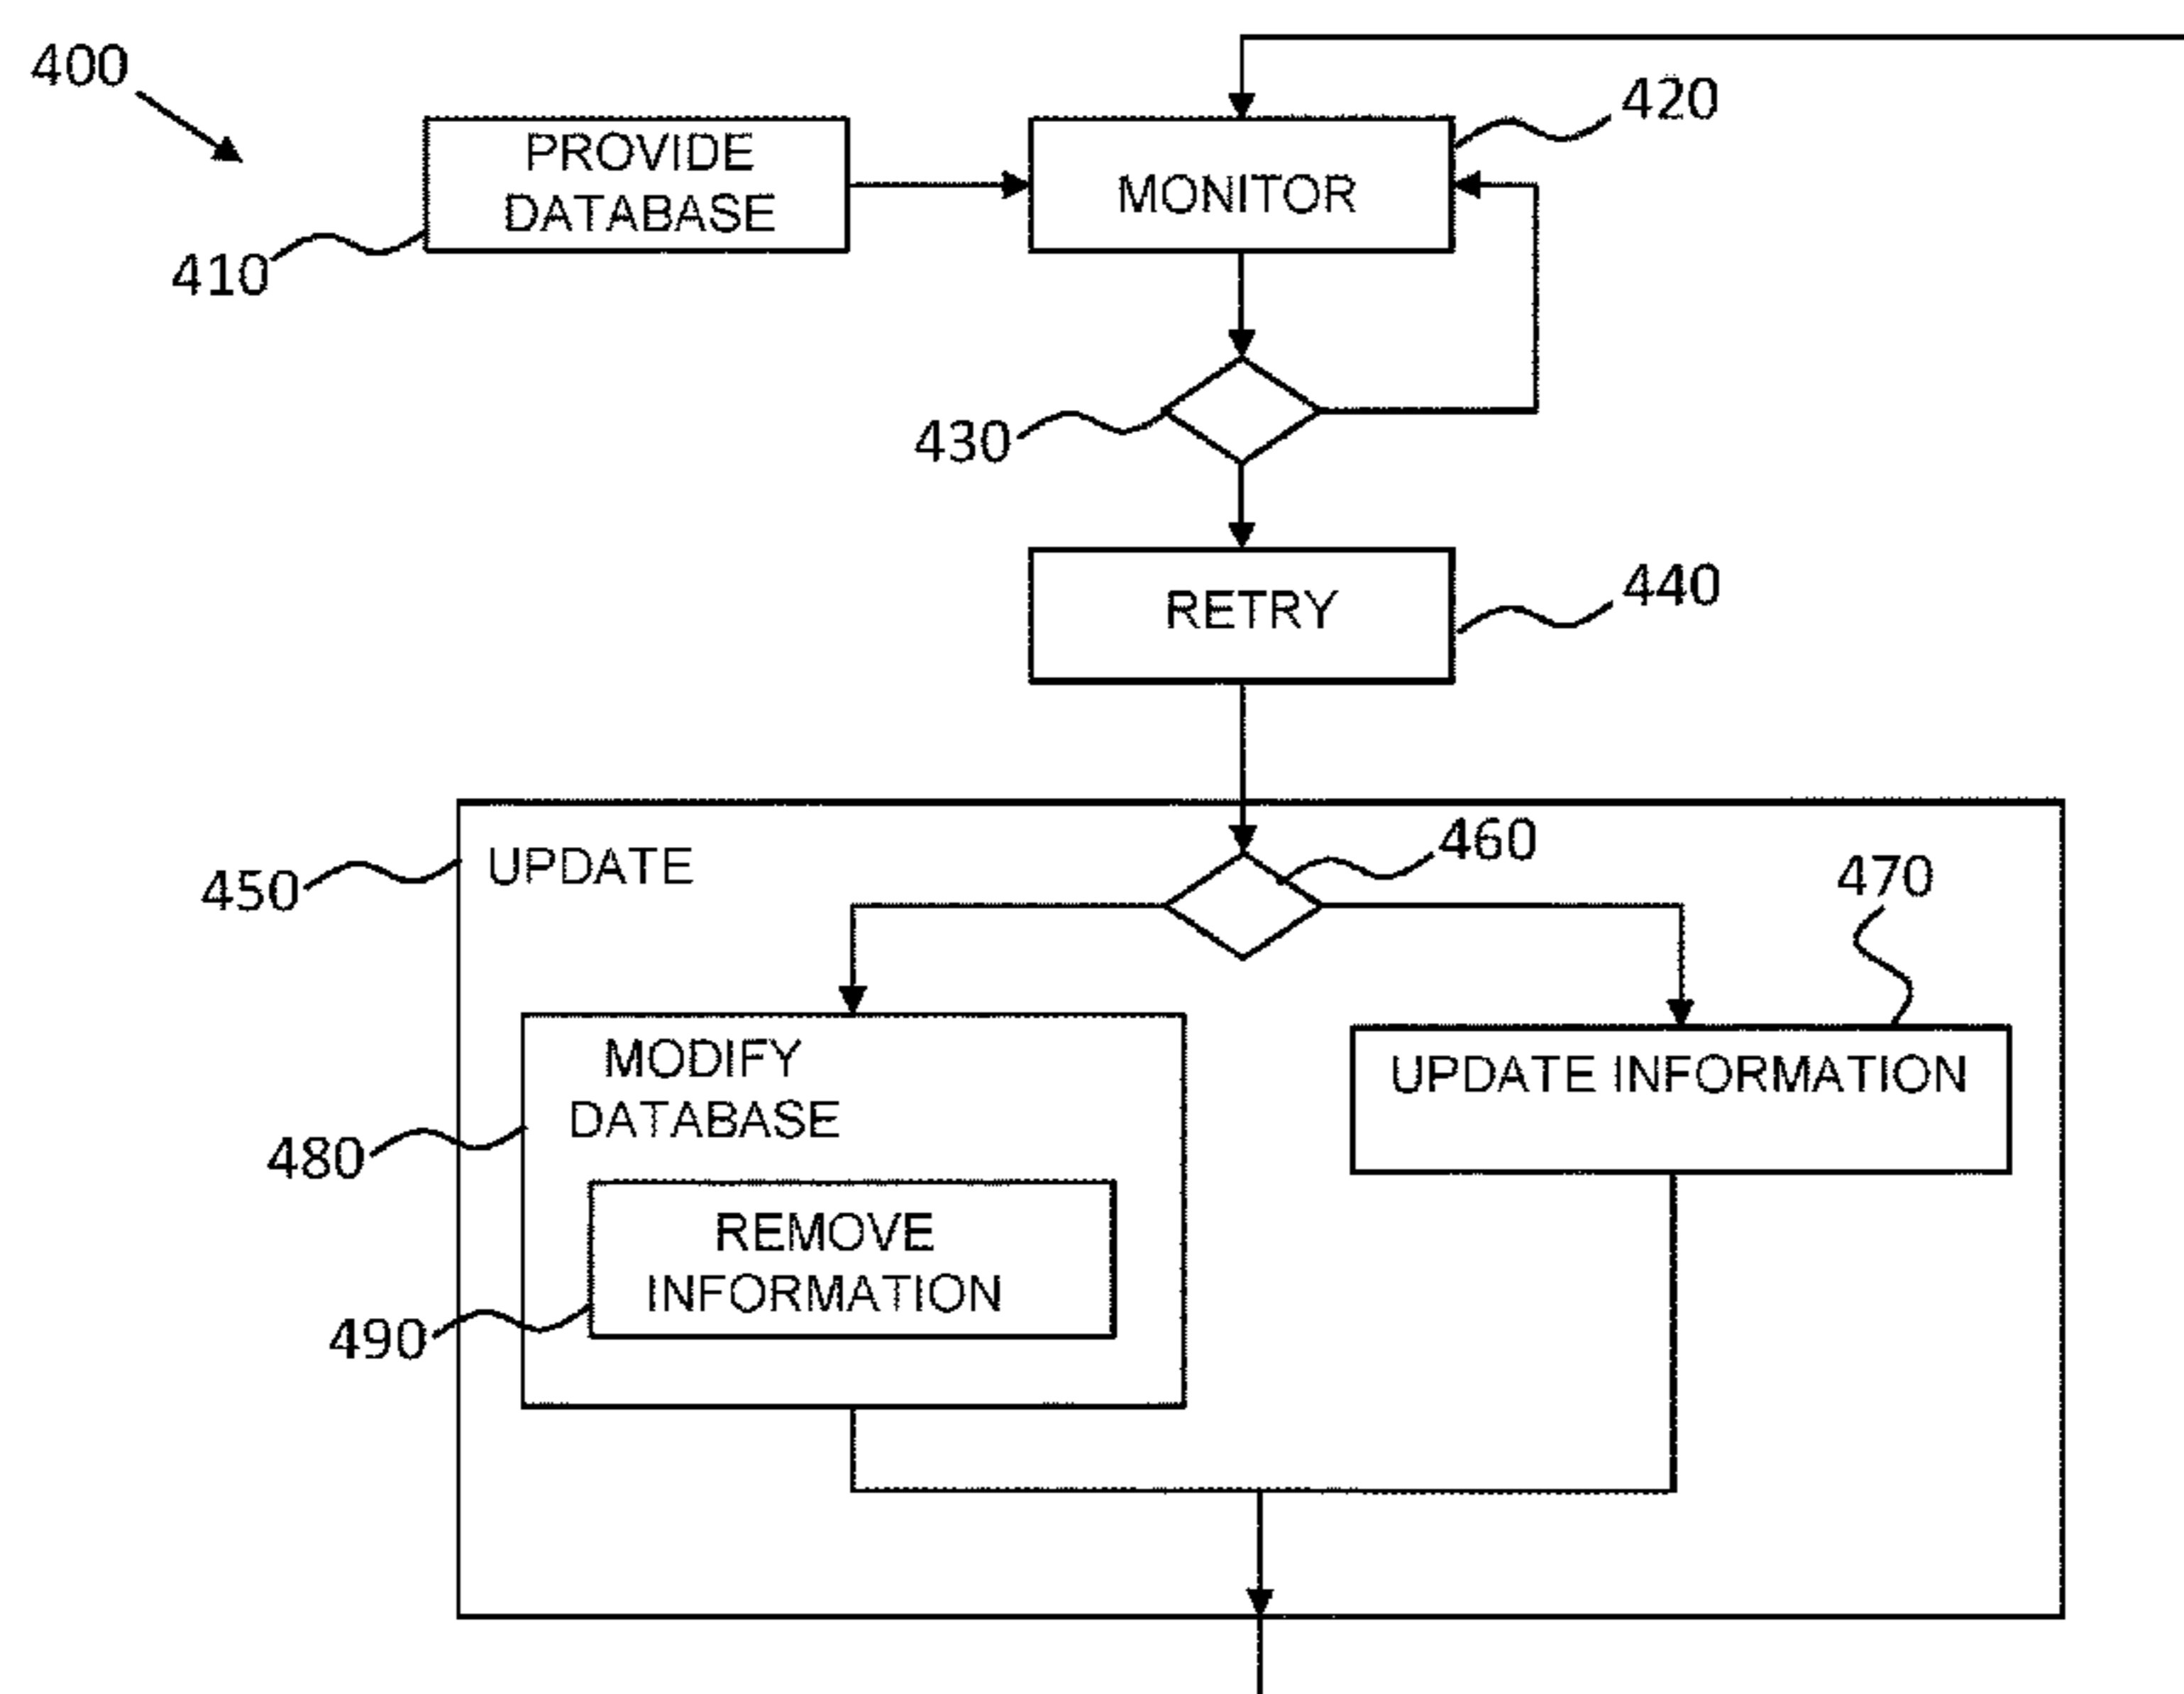 400
PROVIDE
DATABASE
410
MONITOR
420
430
RETRY
440
UPDATE
450
460
470
MODIFY
DATABASE
480
UPDATE INFORMATION
REMOVE
INFORMATION
490